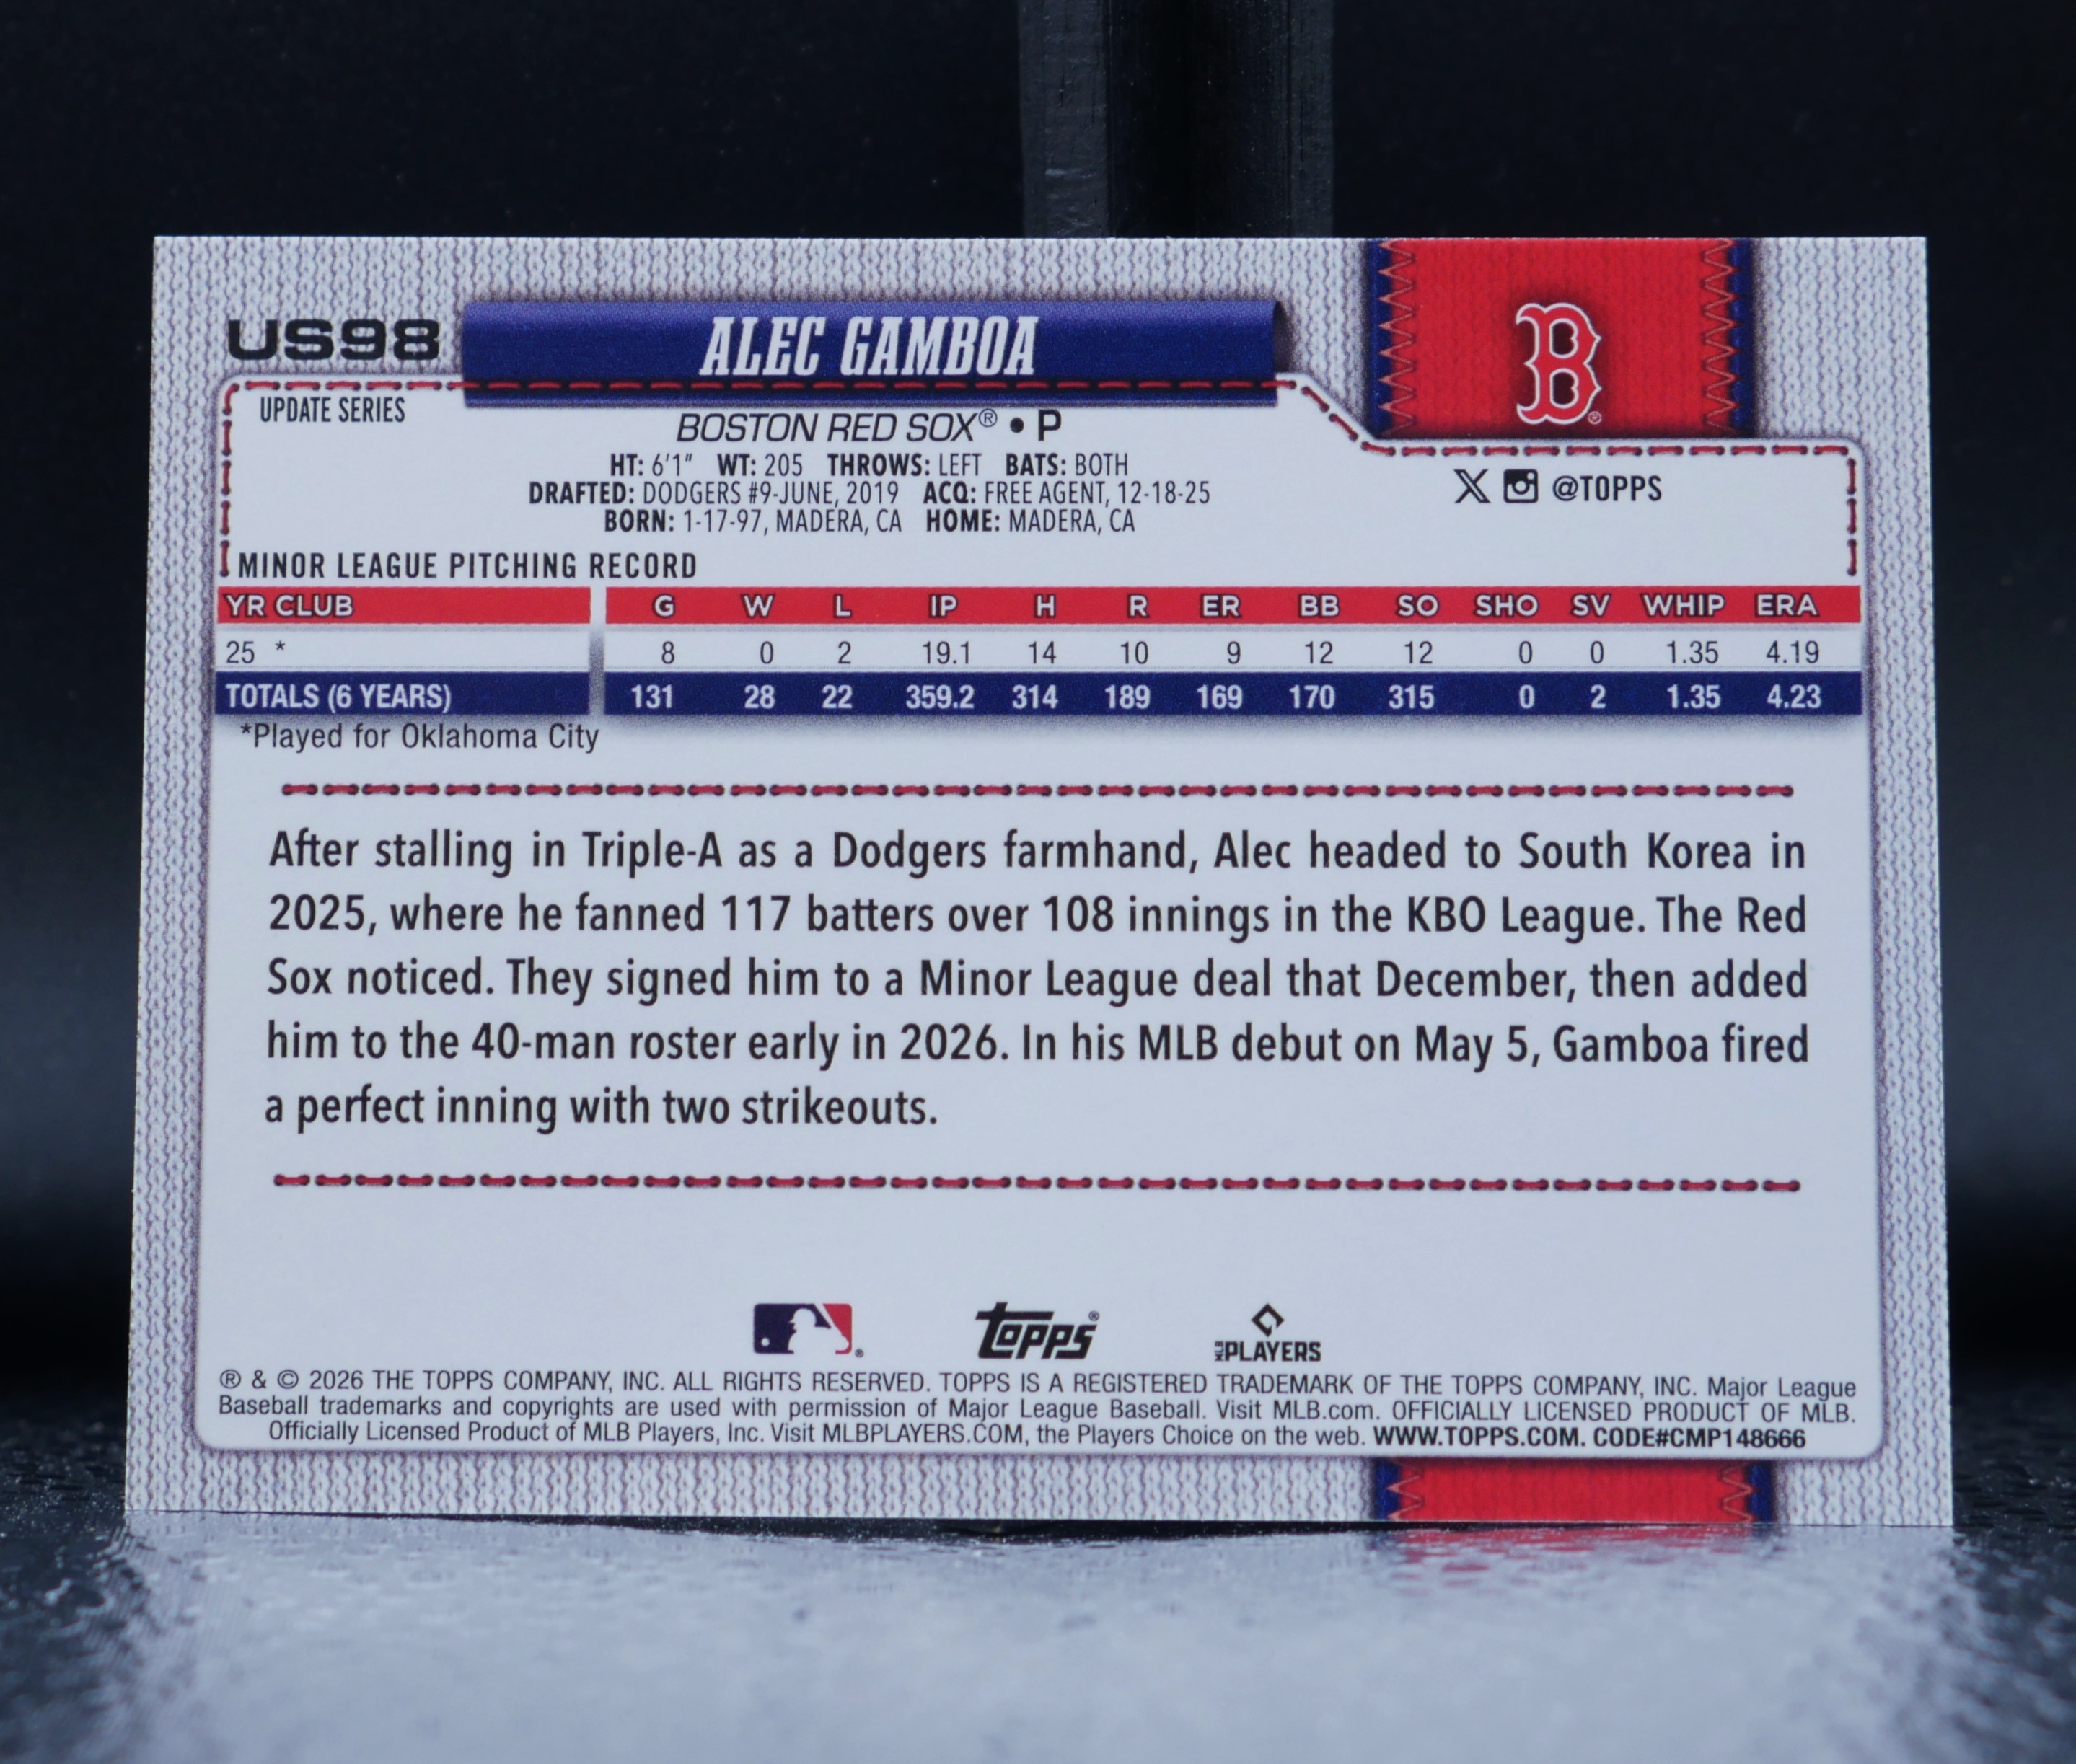 US98
ALEC GAMBOA
B®
UPDATE SERIES
BOSTON RED SOX® • P
HT: 6'1" WT: 205 THROWS: LEFT BATS: BOTH
DRAFTED: DODGERS #9-JUNE, 2019 ACQ: FREE AGENT, 12-18-25
BORN: 1-17-97, MADERA, CA HOME: MADERA, CA
@TOPPS
MINOR LEAGUE PITCHING RECORD
YR CLUB G W L IP H R ER BB SO SHO SV WHIP ERA
25 * 8 0 2 19.1 14 10 9 12 12 0 0 1.35 4.19
TOTALS (6 YEARS) 131 28 22 359.2 314 189 169 170 315 0 2 1.35 4.23
*Played for Oklahoma City
After stalling in Triple-A as a Dodgers farmhand, Alec headed to South Korea in
2025, where he fanned 117 batters over 108 innings in the KBO League. The Red
Sox noticed. They signed him to a Minor League deal that December, then added
him to the 40-man roster early in 2026. In his MLB debut on May 5, Gamboa fired
a perfect inning with two strikeouts.
topps®
MLB PLAYERS
® & © 2026 THE TOPPS COMPANY, INC. ALL RIGHTS RESERVED. TOPPS IS A REGISTERED TRADEMARK OF THE TOPPS COMPANY, INC. Major League
Baseball trademarks and copyrights are used with permission of Major League Baseball. Visit MLB.com. OFFICIALLY LICENSED PRODUCT OF MLB.
Officially Licensed Product of MLB Players, Inc. Visit MLBPLAYERS.COM, the Players Choice on the web. WWW.TOPPS.COM. CODE#CMP148666